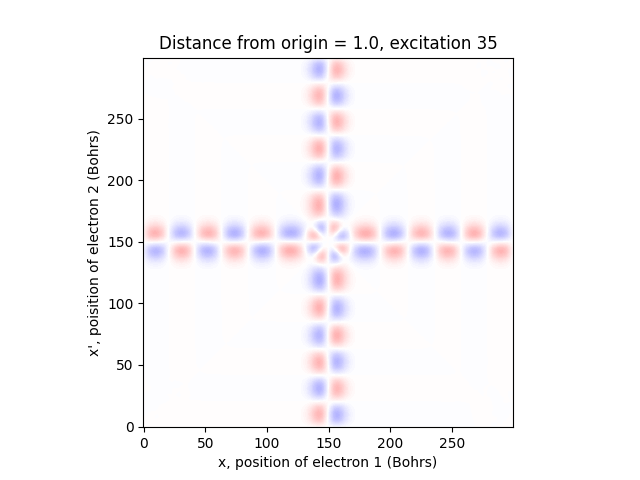 Distance from origin = 1.0, excitation 35
x', poisition of electron 2 (Bohrs)
250
200
150
100
50
0
0 50 100 150 200 250
x, position of electron 1 (Bohrs)